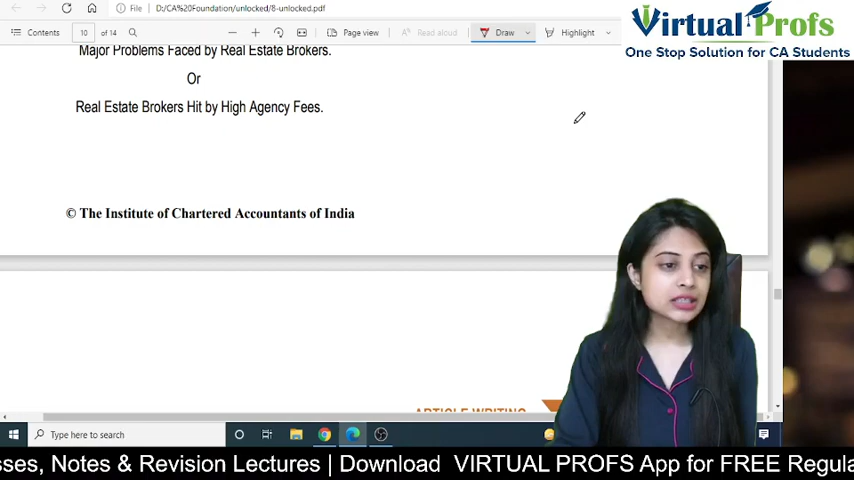 File
D:/CA%20Foundation/unlocked/8-unlocked.pdf
Contents
10
of 14
Page view
Read aloud
Draw
Highlight
Virtual Profs
One Stop Solution for CA Students
Major Problems Faced by Real Estate Brokers.
Or
Real Estate Brokers Hit by High Agency Fees.
© The Institute of Chartered Accountants of India
ARTICLE WRITING
Type here to search
sses, Notes & Revision Lectures | Download VIRTUAL PROFS App for FREE Regula